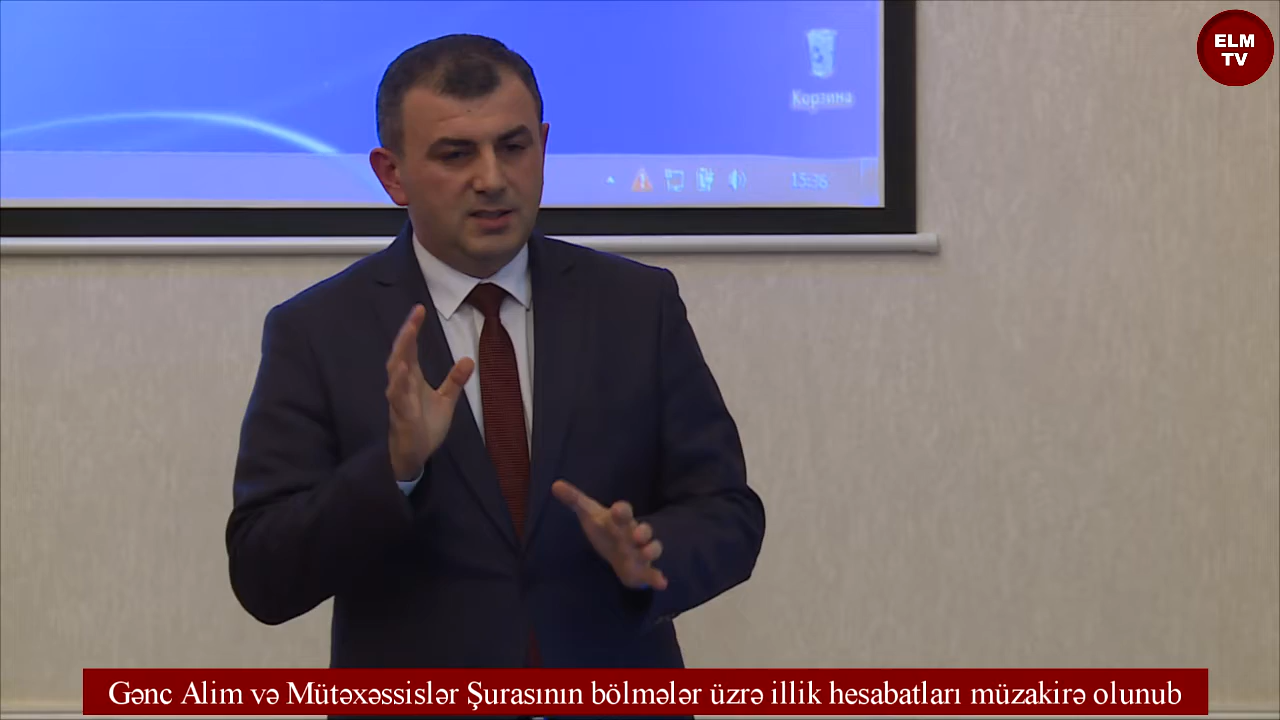 ELM
TV
Корзина
15:36
Gənc Alim və Mütəxəssislər Şurasının bölmələr üzrə illik hesabatları müzakirə olunub